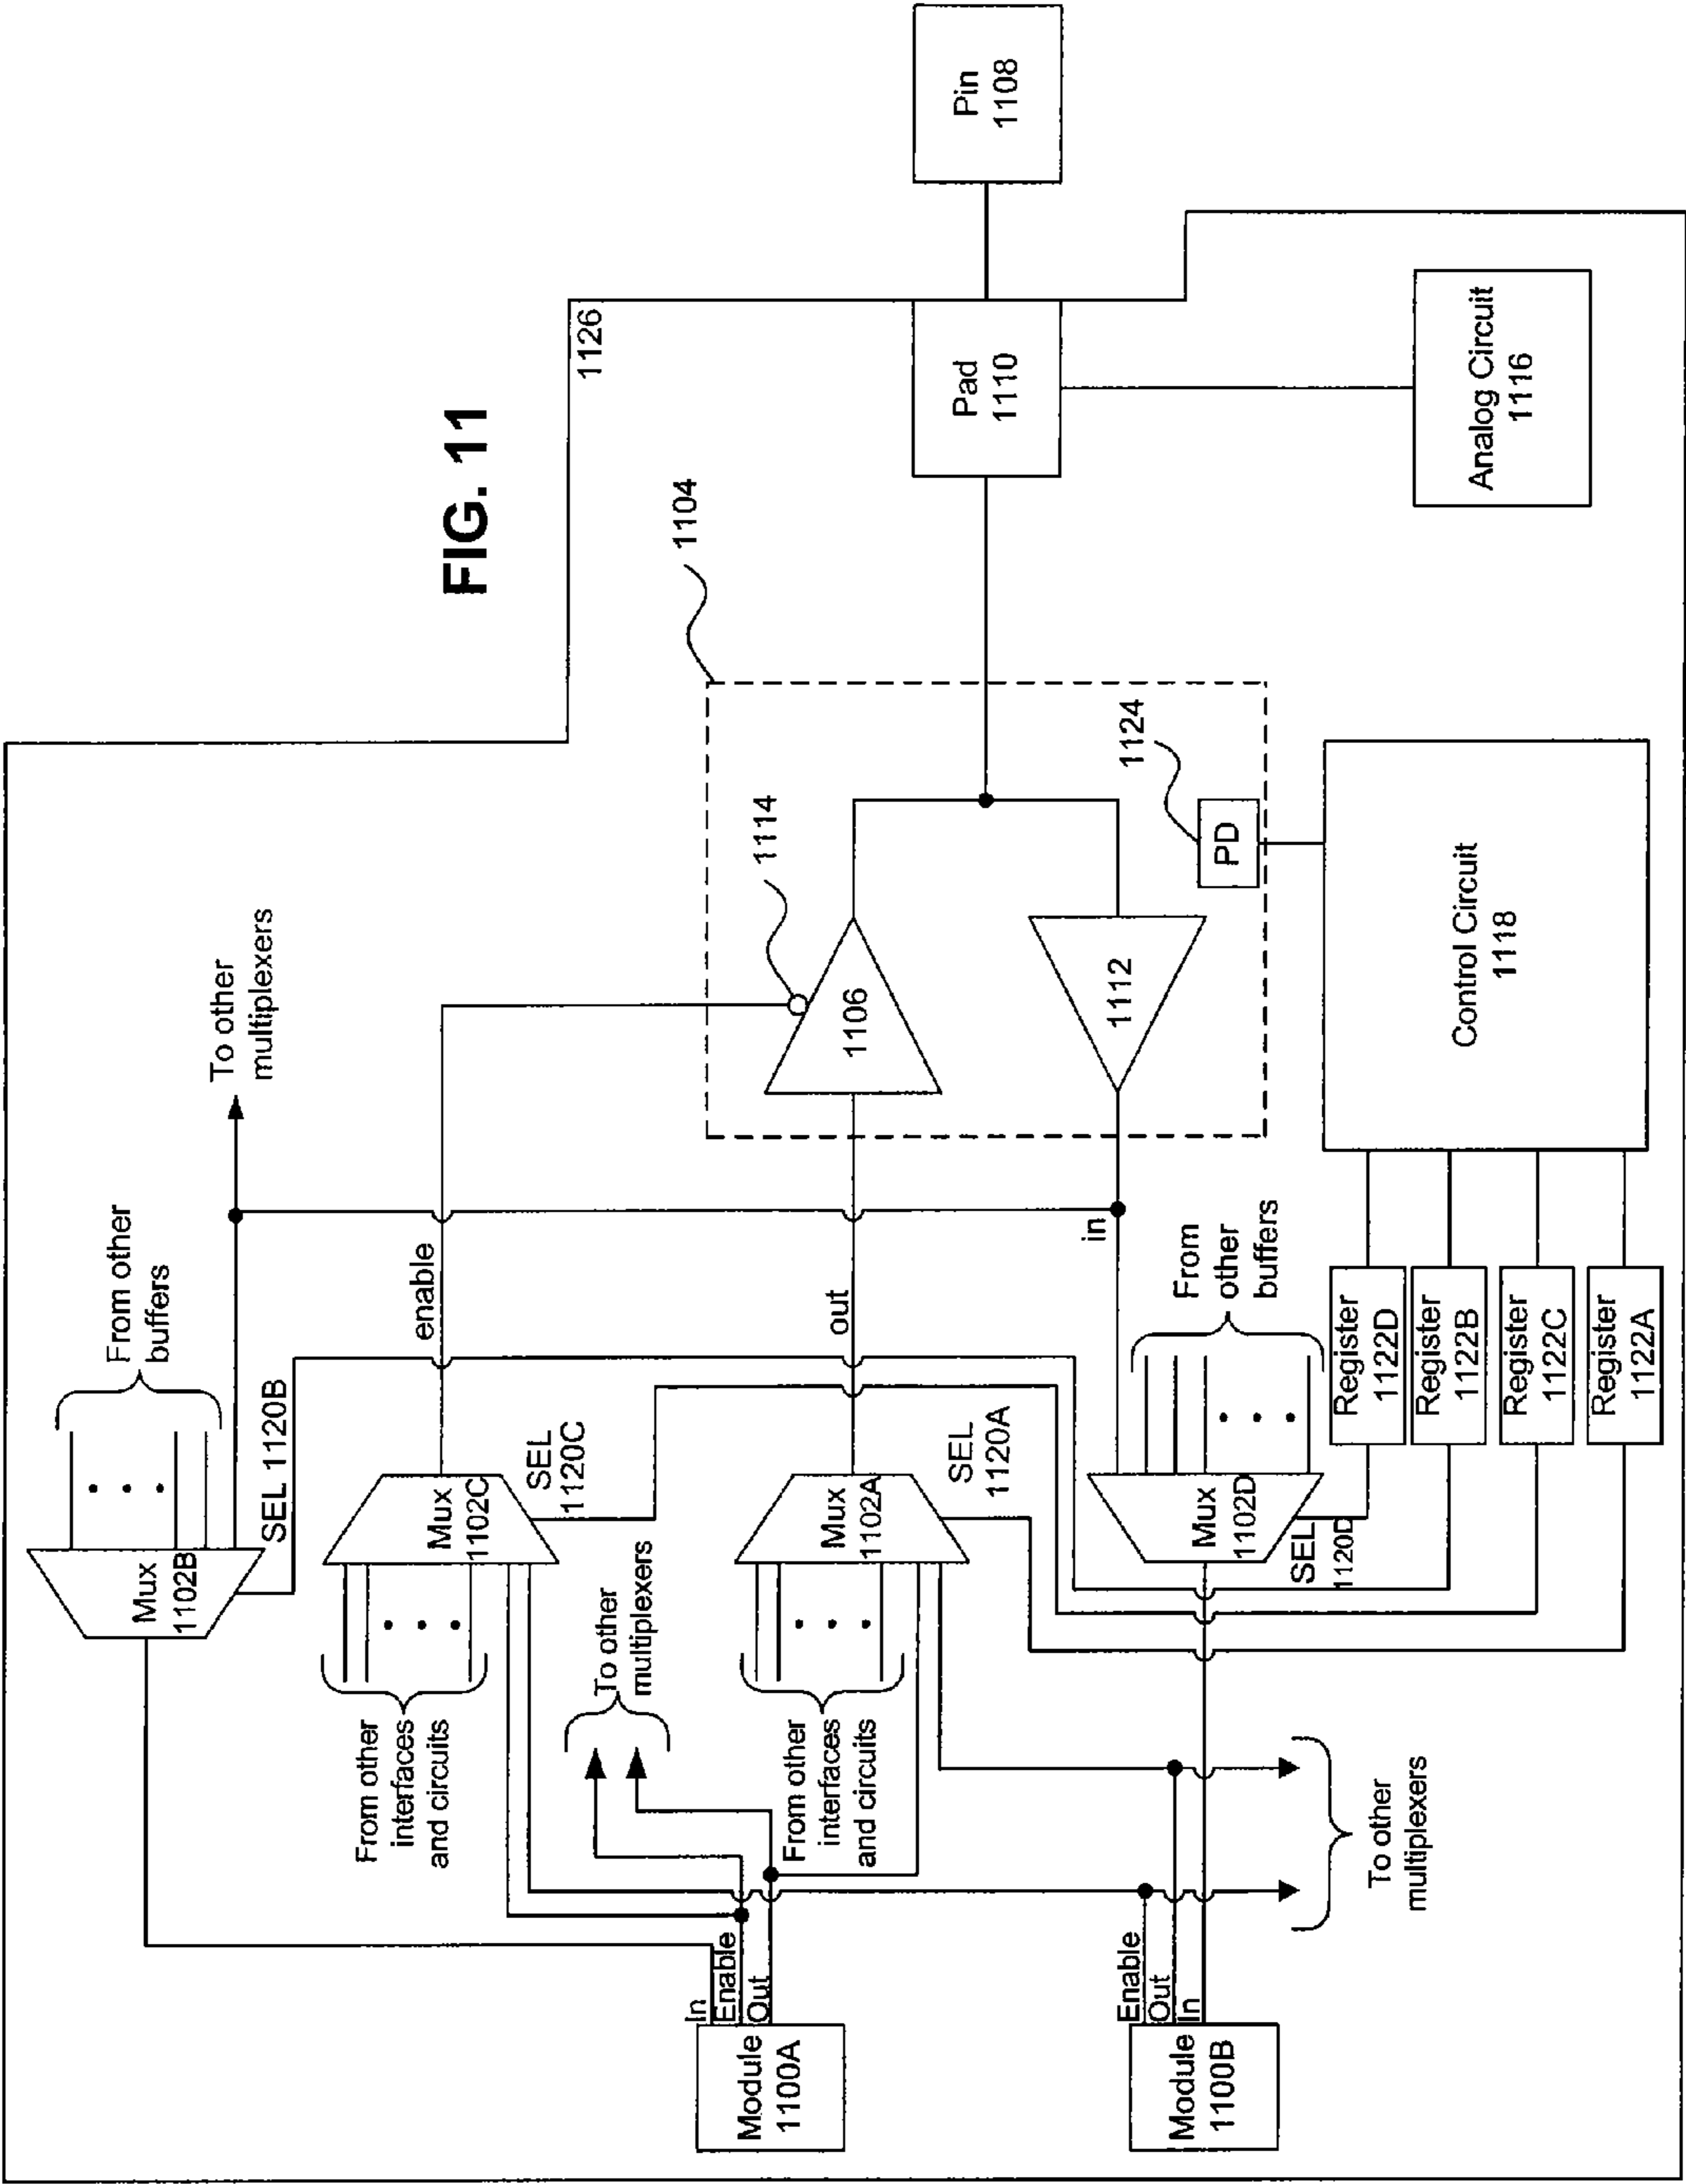 FIG. 11
1126
Pin
1108
Pad
1110
Analog Circuit
1116
1104
1114
1124
1106
1112
PD
Control Circuit
1118
To other
multiplexers
From other
buffers
Mux
1102B
SEL 1120B
enable
Mux
1102C
SEL
1120C
From other
interfaces
and circuits
To other
multiplexers
out
Mux
1102A
SEL
1120A
From other
interfaces
and circuits
in
From
other
buffers
Mux
1102D
SEL
1120D
Register
1122D
Register
1122B
Register
1122C
Register
1122A
In
Enable
Out
Module
1100A
Enable
Out
In
Module
1100B
To other
multiplexers